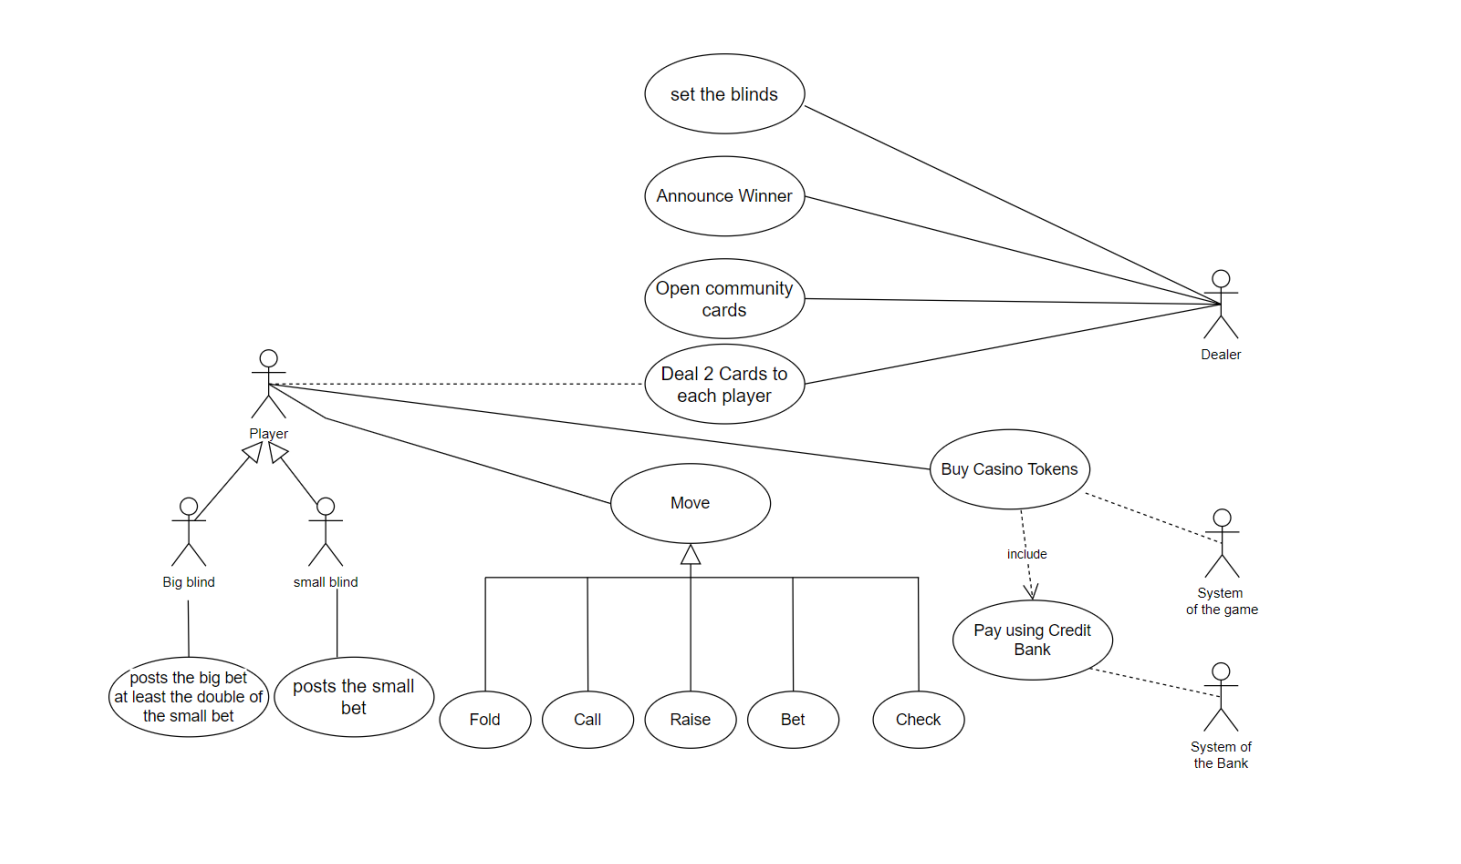 set the blinds
Announce Winner
Open community
cards
Dealer
Deal 2 Cards to
each player
Player
Buy Casino Tokens
Move
include
Big blind
small blind
System
of the game
Pay using Credit
Bank
posts the big bet
at least the double of
the small bet
posts the small
bet
Fold
Call
Raise
Bet
Check
System of
the Bank